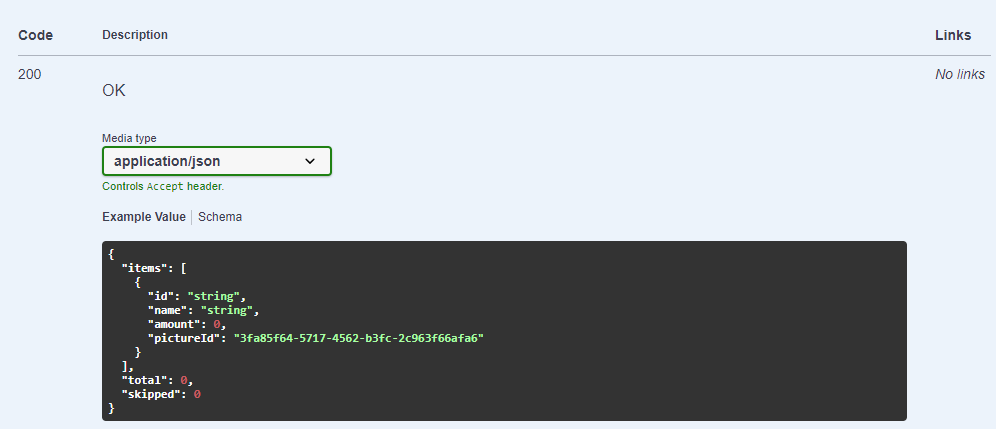 Code Description Links
200 OK No links
Media type
application/json
Controls Accept header.
Example Value Schema
{
  "items": [
    {
      "id": "string",
      "name": "string",
      "amount": 0,
      "pictureId": "3fa85f64-5717-4562-b3fc-2c963f66afa6"
    }
  ],
  "total": 0,
  "skipped": 0
}